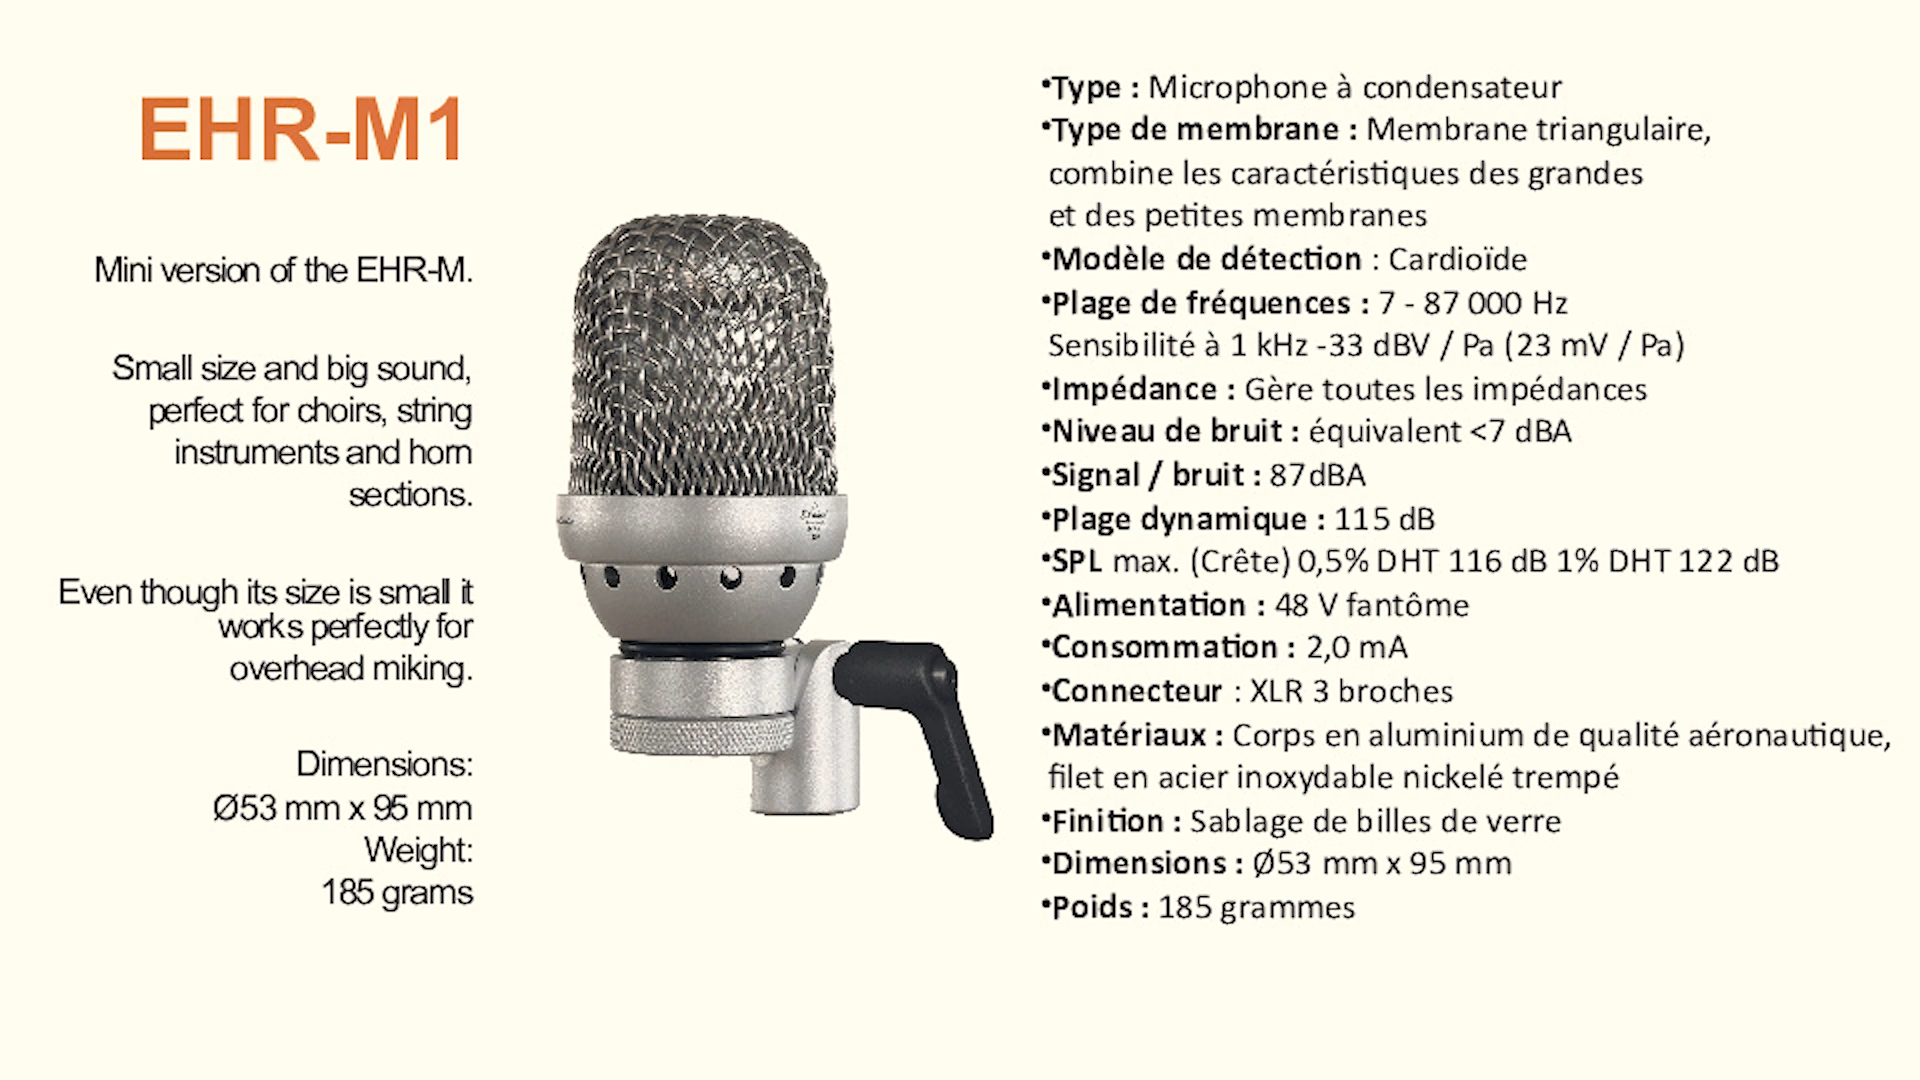 EHR-M1
Mini version of the EHR-M.
Small size and big sound,
perfect for choirs, string
instruments and horn
sections.
Even though its size is small it
works perfectly for
overhead miking.
Dimensions:
Ø53 mm x 95 mm
Weight:
185 grams
•Type : Microphone à condensateur
•Type de membrane : Membrane triangulaire,
combine les caractéristiques des grandes
et des petites membranes
•Modèle de détection : Cardioïde
•Plage de fréquences : 7 - 87 000 Hz
Sensibilité à 1 kHz -33 dBV / Pa (23 mV / Pa)
•Impédance : Gère toutes les impédances
•Niveau de bruit : équivalent <7 dBA
•Signal / bruit : 87dBA
•Plage dynamique : 115 dB
•SPL max. (Crête) 0,5% DHT 116 dB 1% DHT 122 dB
•Alimentation : 48 V fantôme
•Consommation : 2,0 mA
•Connecteur : XLR 3 broches
•Matériaux : Corps en aluminium de qualité aéronautique,
filet en acier inoxydable nickelé trempé
•Finition : Sablage de billes de verre
•Dimensions : Ø53 mm x 95 mm
•Poids : 185 grammes